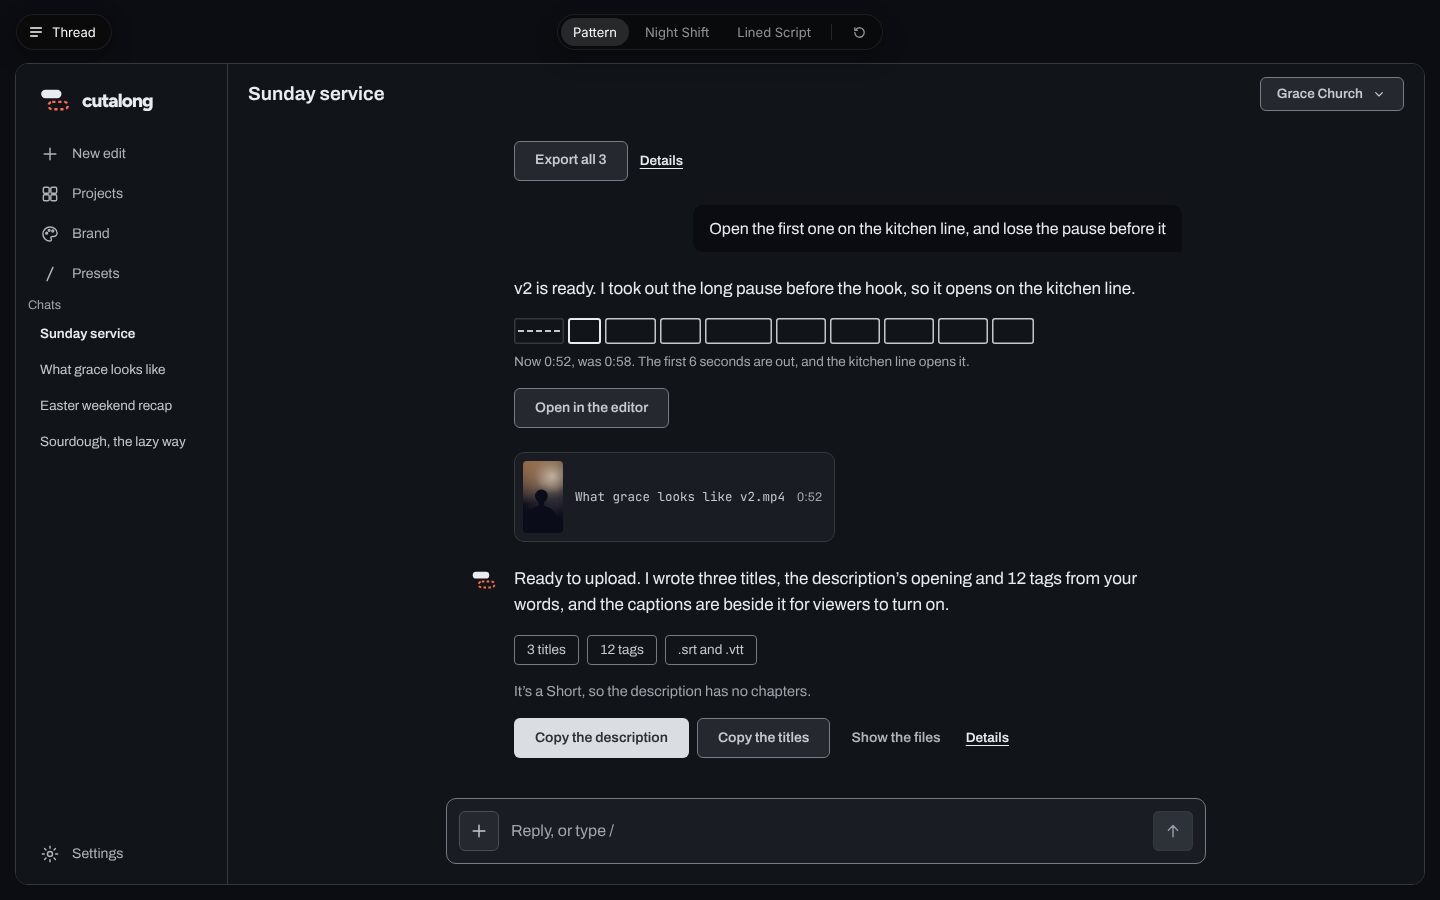 Thread
Pattern
Night Shift
Lined Script
cutalong
New edit
Projects
Brand
Presets
Chats
Sunday service
What grace looks like
Easter weekend recap
Sourdough, the lazy way
Settings
Sunday service
Grace Church
Export all 3
Details
Open the first one on the kitchen line, and lose the pause before it
v2 is ready. I took out the long pause before the hook, so it opens on the kitchen line.
Now 0:52, was 0:58. The first 6 seconds are out, and the kitchen line opens it.
Open in the editor
What grace looks like v2.mp4 0:52
Ready to upload. I wrote three titles, the description’s opening and 12 tags from your
words, and the captions are beside it for viewers to turn on.
3 titles
12 tags
.srt and .vtt
It’s a Short, so the description has no chapters.
Copy the description
Copy the titles
Show the files
Details
Reply, or type /